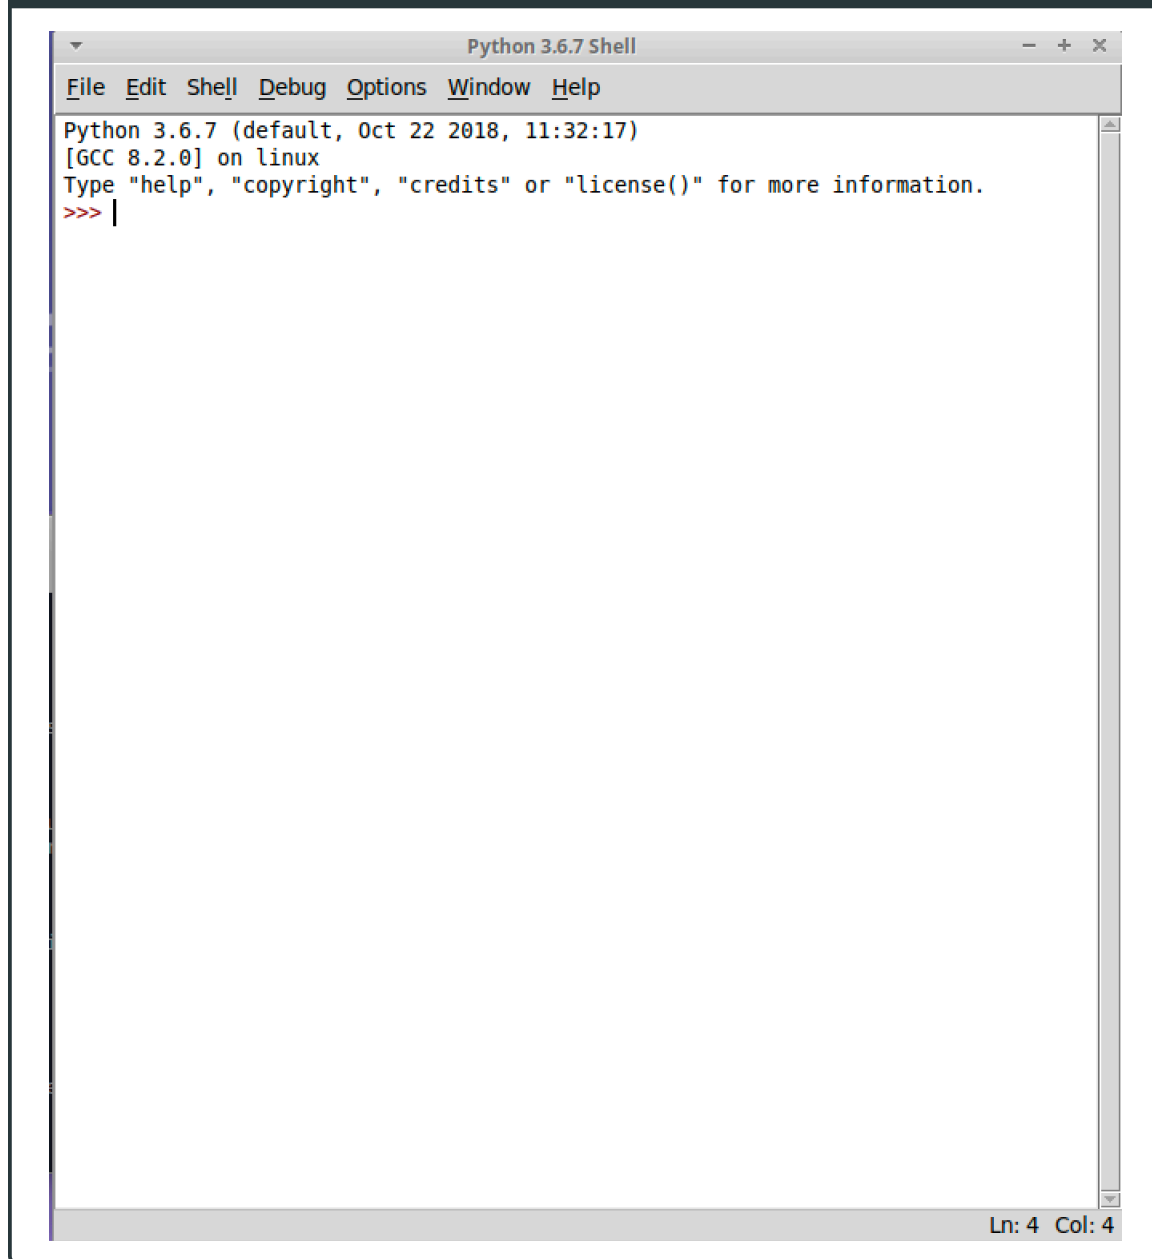 Python 3.6.7 Shell
File Edit Shell Debug Options Window Help
Python 3.6.7 (default, Oct 22 2018, 11:32:17)
[GCC 8.2.0] on linux
Type "help", "copyright", "credits" or "license()" for more information.
>>>
Ln: 4 Col: 4